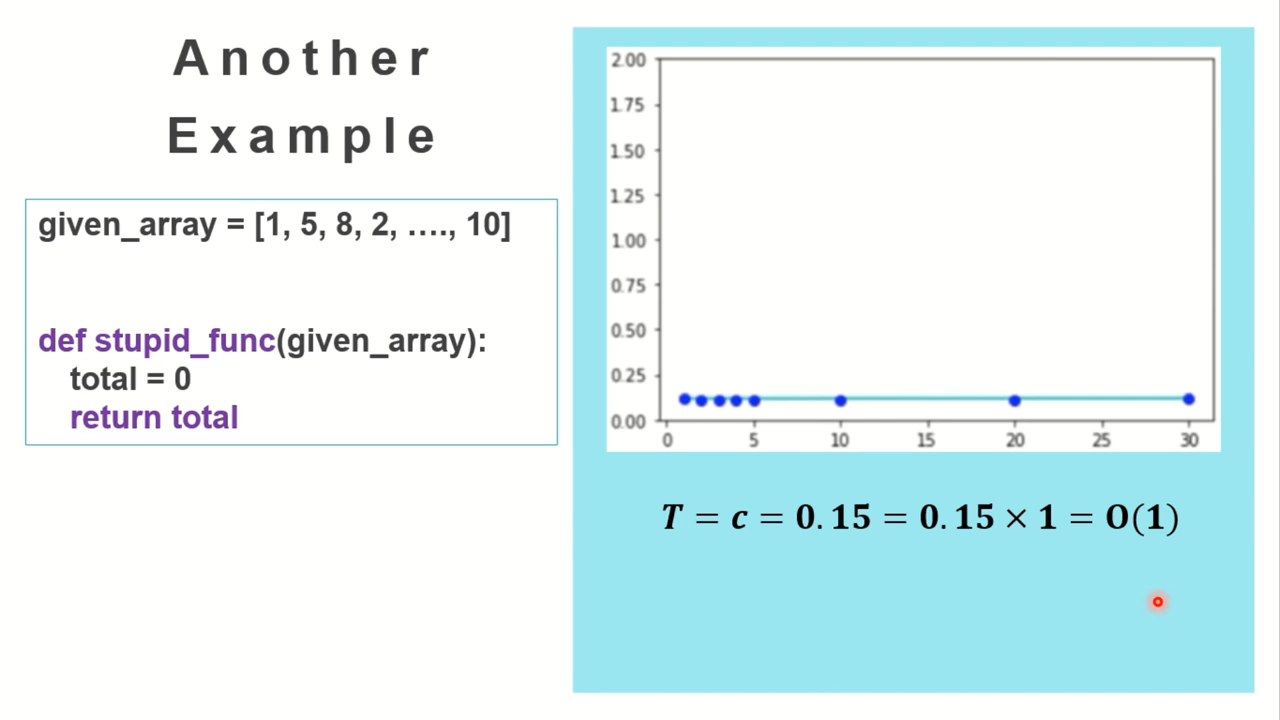 Another
Example
given_array = [1, 5, 8, 2, …., 10]
def stupid_func(given_array):
total = 0
return total
2.00
1.75
1.50
1.25
1.00
0.75
0.50
0.25
0.00
0 5 10 15 20 25 30
T = c = 0.15 = 0.15 × 1 = O(1)